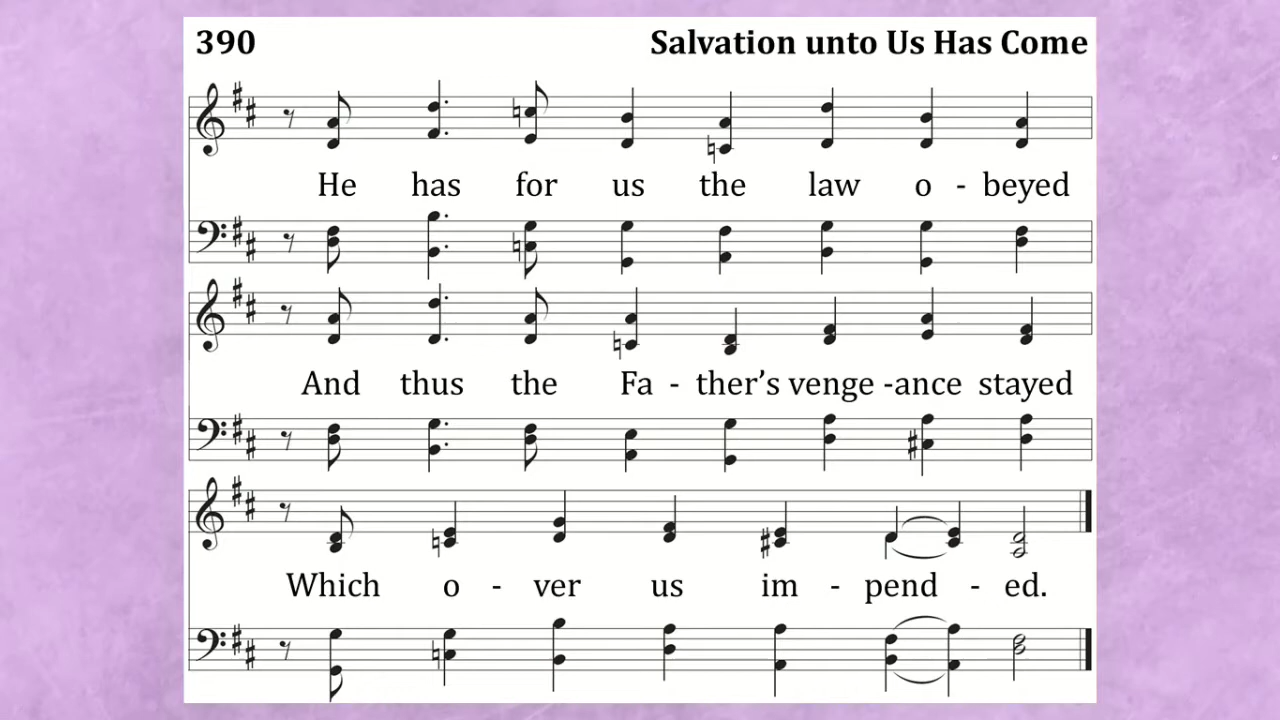 390 Salvation unto Us Has Come
He has for us the law o - beyed
And thus the Fa - ther’s venge -ance stayed
Which o - ver us im - pend - ed.